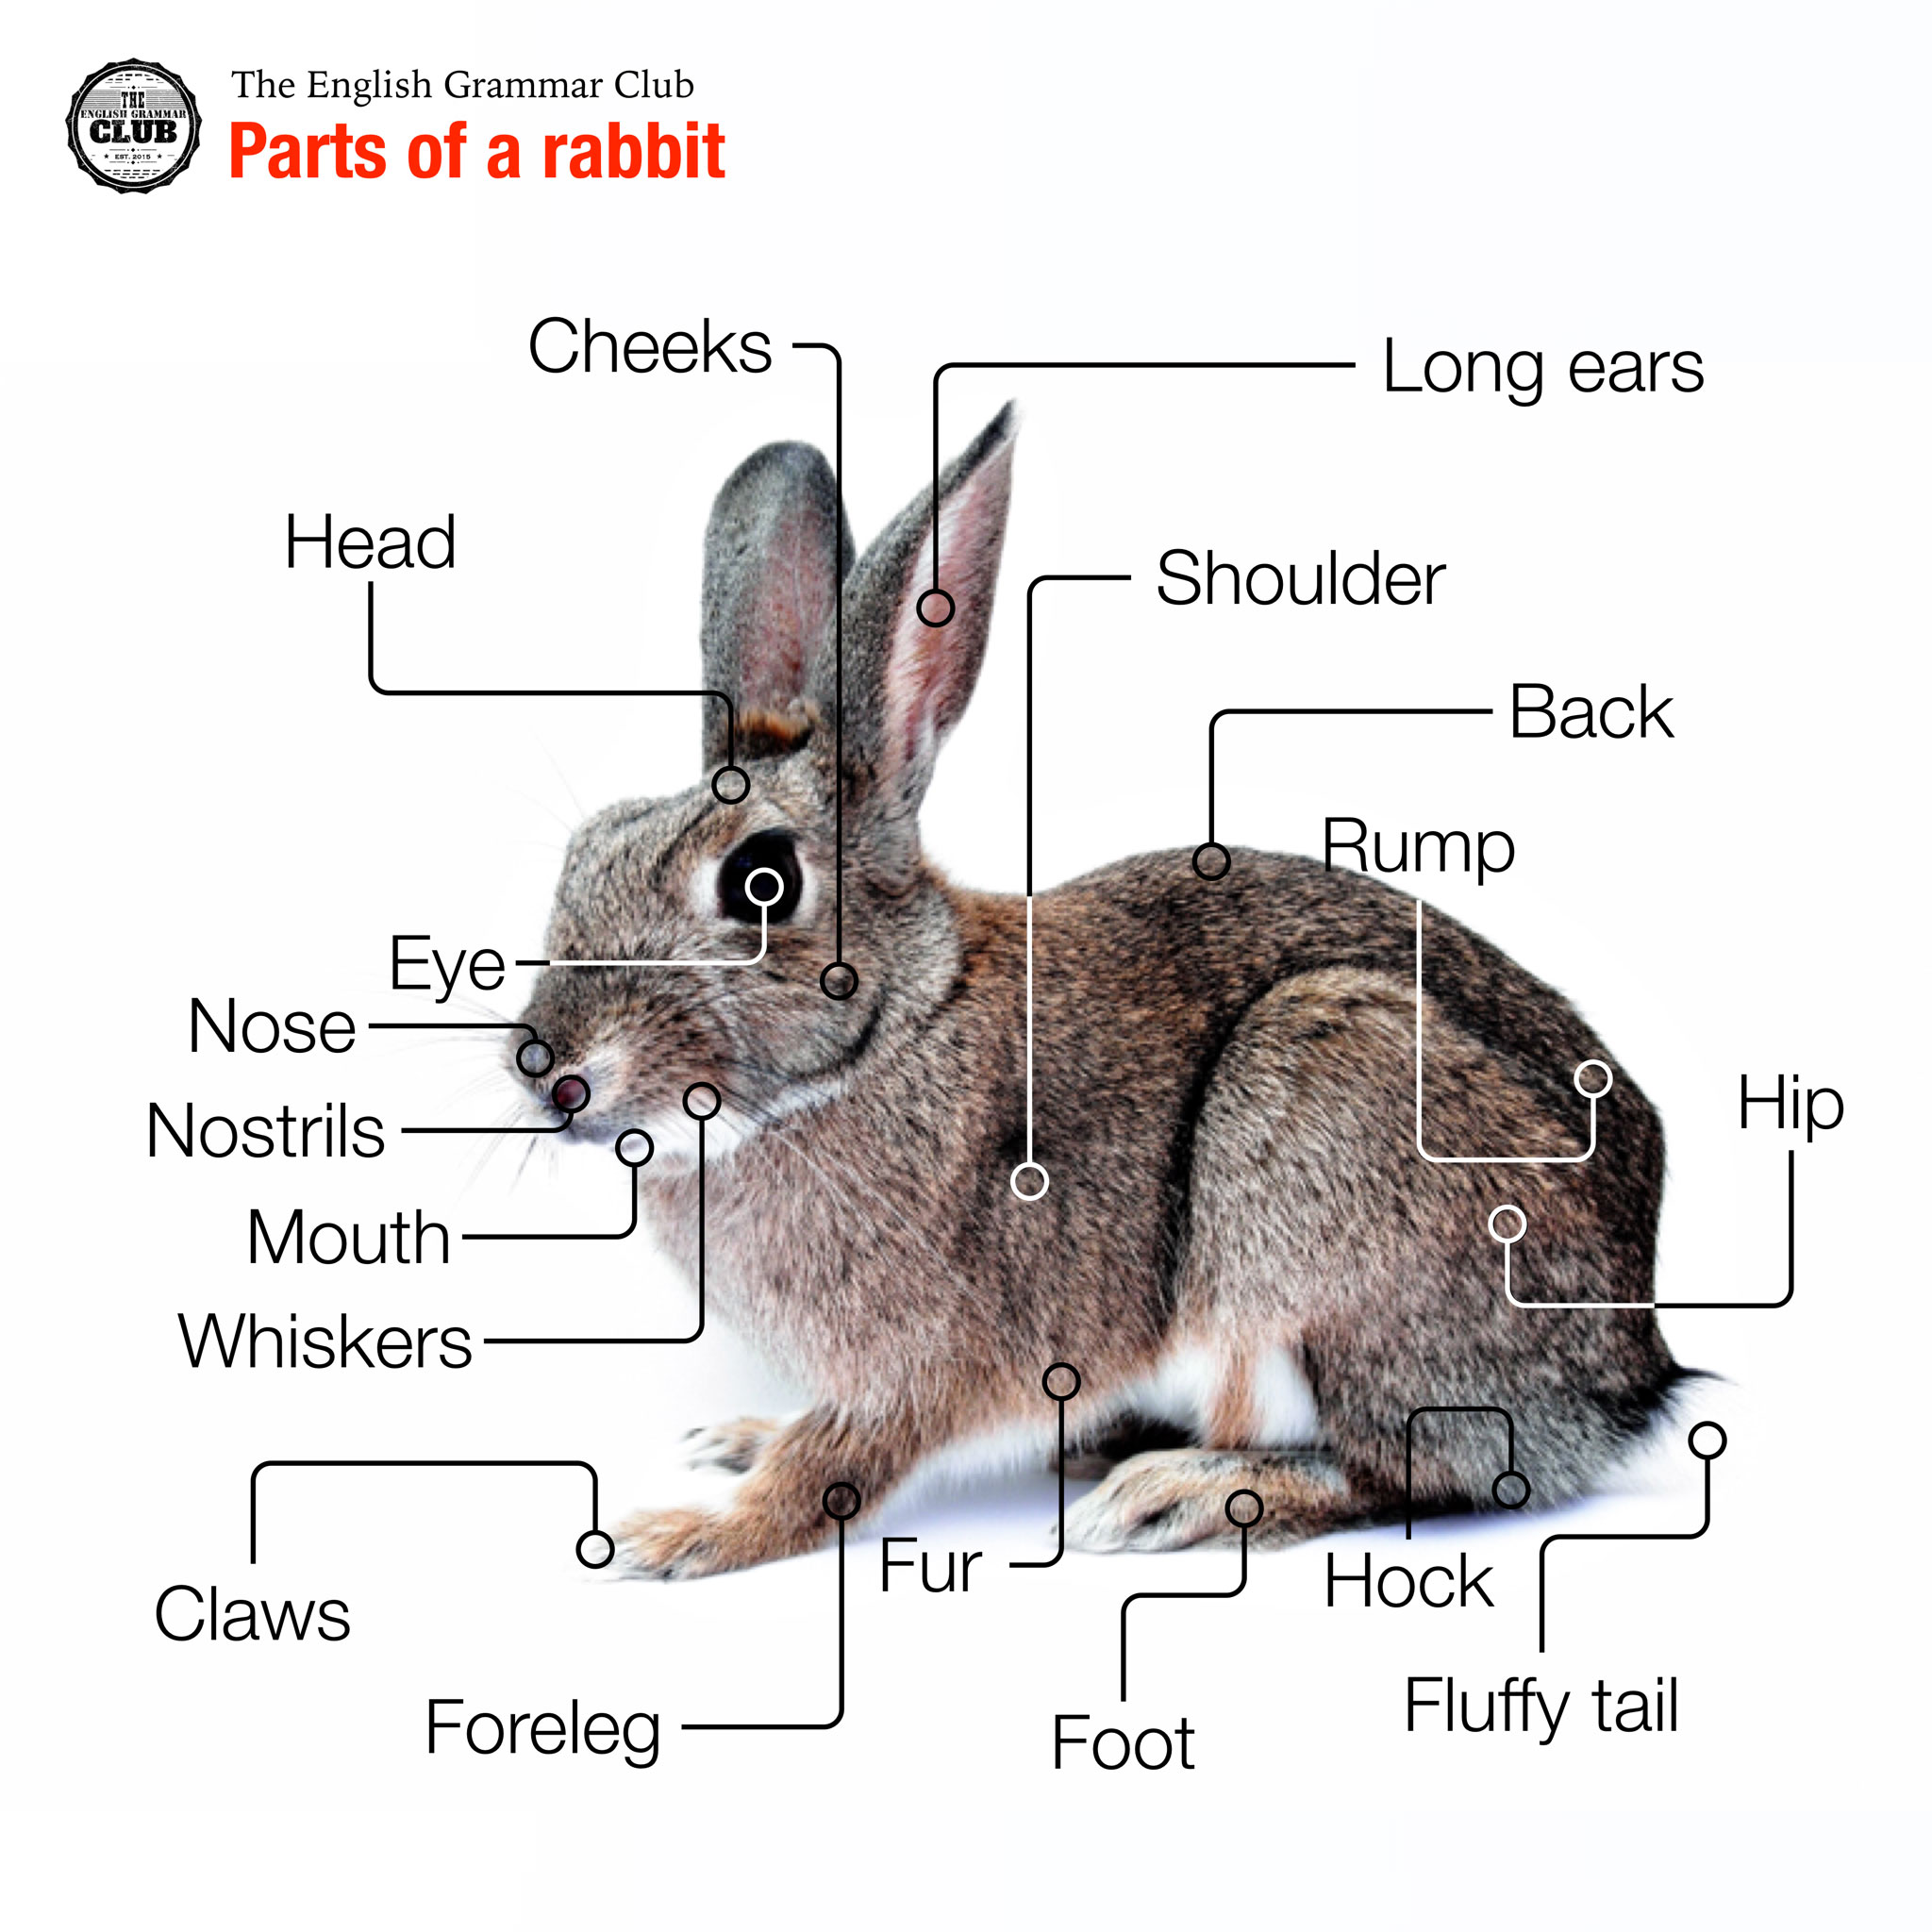 THE
ENGLISH GRAMMAR
CLUB
EST. 2015
The English Grammar Club
Parts of a rabbit
Cheeks
Long ears
Head
Shoulder
Back
Rump
Eye
Nose
Hip
Nostrils
Mouth
Whiskers
Fur
Hock
Claws
Fluffy tail
Foreleg
Foot